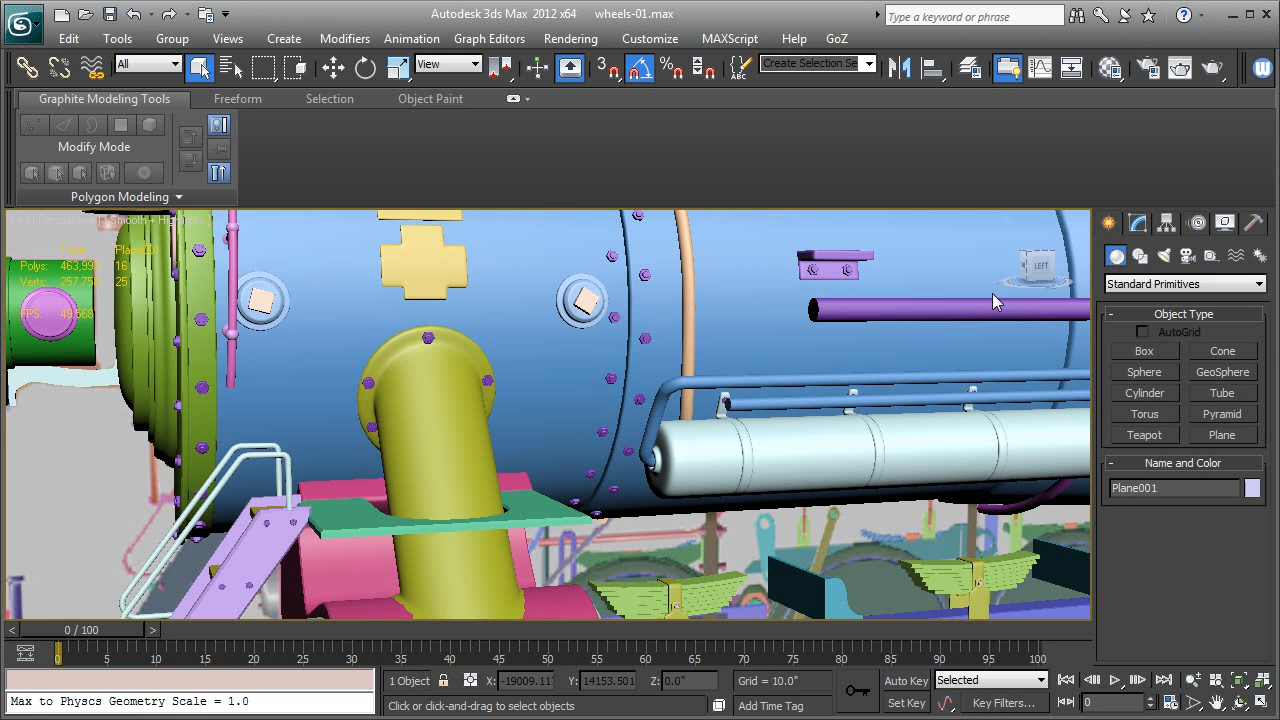 Autodesk 3ds Max 2012 x64 wheels-01.max
Type a keyword or phrase
Edit Tools Group Views Create Modifiers Animation Graph Editors Rendering Customize MAXScript Help GoZ
All View 3 Create Selection Se
Graphite Modeling Tools Freeform Selection Object Paint
Modify Mode
Polygon Modeling
Total Plane001
Polys: 16
Verts: 25
FPS:
LEFT
Standard Primitives
- Object Type
AutoGrid
Box Cone
Sphere GeoSphere
Cylinder Tube
Torus Pyramid
Teapot Plane
- Name and Color
Plane001
< 0 / 100 >
0 5 10 15 20 25 30 35 40 45 50 55 60 65 70 75 80 85 90 95 100
1 Object X: Y: 14153.501 Z: 0.0" Grid = 10.0" Auto Key Selected
Max to Physcs Geometry Scale = 1.0 Click or click-and-drag to select objects Add Time Tag Set Key Key Filters... 0